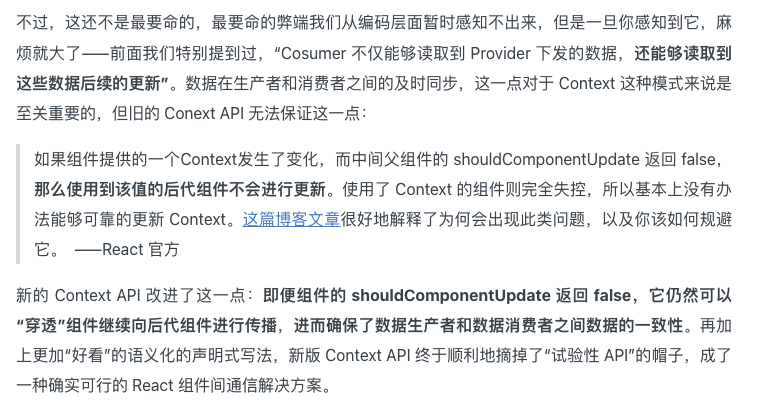 不过，这还不是最要命的，最要命的弊端我们从编码层面暂时感知不出来，但是一旦你感知到它，麻
烦就大了——前面我们特别提到过，“Cosumer 不仅能够读取到 Provider 下发的数据，还能够读取到
这些数据后续的更新”。数据在生产者和消费者之间的及时同步，这一点对于 Context 这种模式来说是
至关重要的，但旧的 Conext API 无法保证这一点：
如果组件提供的一个Context发生了变化，而中间父组件的 shouldComponentUpdate 返回 false，
那么使用到该值的后代组件不会进行更新。使用了 Context 的组件则完全失控，所以基本上没有办
法能够可靠的更新 Context。这篇博客文章很好地解释了为何会出现此类问题，以及你该如何规避
它。 ——React 官方
新的 Context API 改进了这一点：即便组件的 shouldComponentUpdate 返回 false，它仍然可以
“穿透”组件继续向后代组件进行传播，进而确保了数据生产者和数据消费者之间数据的一致性。再加
上更加“好看”的语义化的声明式写法，新版 Context API 终于顺利地摘掉了“试验性 API”的帽子，成了
一种确实可行的 React 组件间通信解决方案。